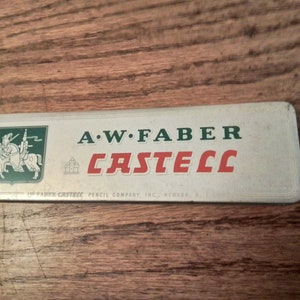 A·W·FABER
CASTELL
A.W. FABER CASTELL PENCIL COMPANY, INC., NEWARK